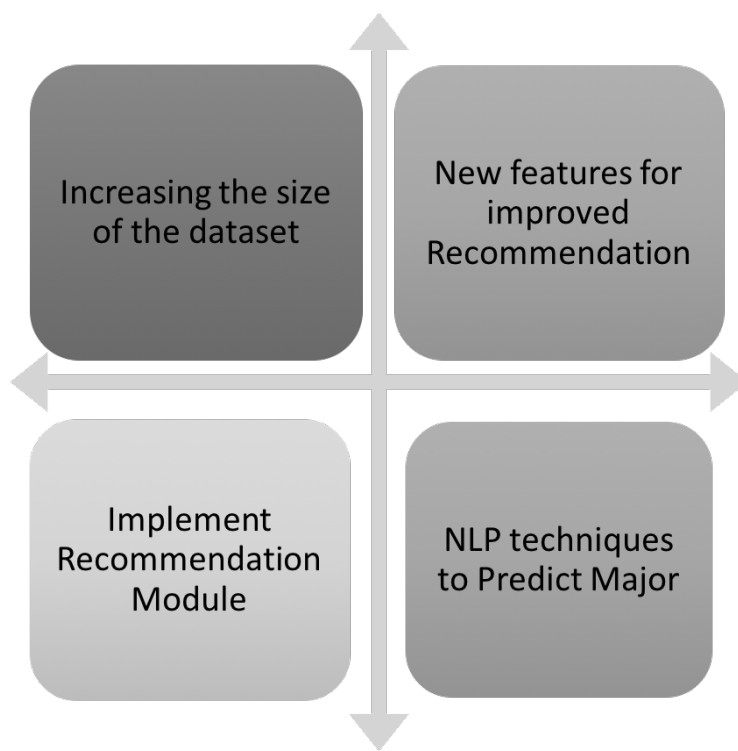 Increasing the size
of the dataset
New features for
improved
Recommendation
Implement
Recommendation
Module
NLP techniques
to Predict Major